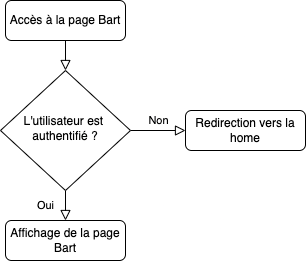 Accès à la page Bart
L'utilisateur est
authentifié ?
Non
Redirection vers la
home
Oui
Affichage de la page
Bart